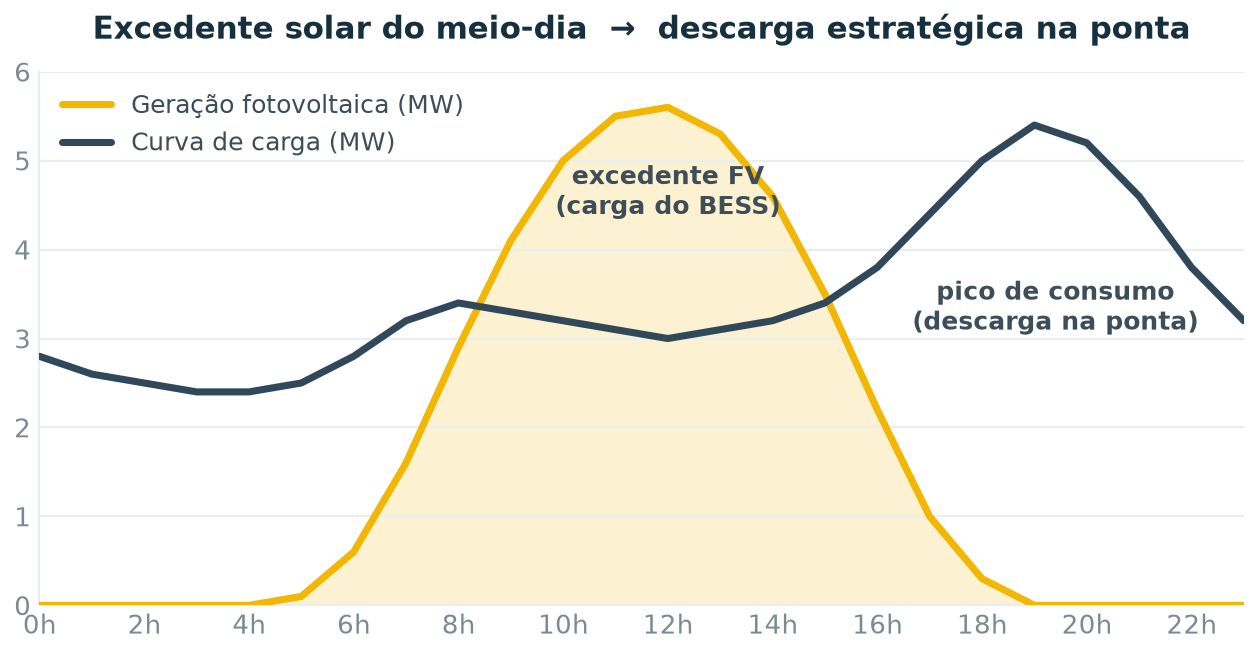 Excedente solar do meio-dia → descarga estratégica na ponta
6
Geração fotovoltaica (MW)
Curva de carga (MW)
5
excedente FV
(carga do BESS)
4
pico de consumo
(descarga na ponta)
3
2
1
0
0h 2h 4h 6h 8h 10h 12h 14h 16h 18h 20h 22h